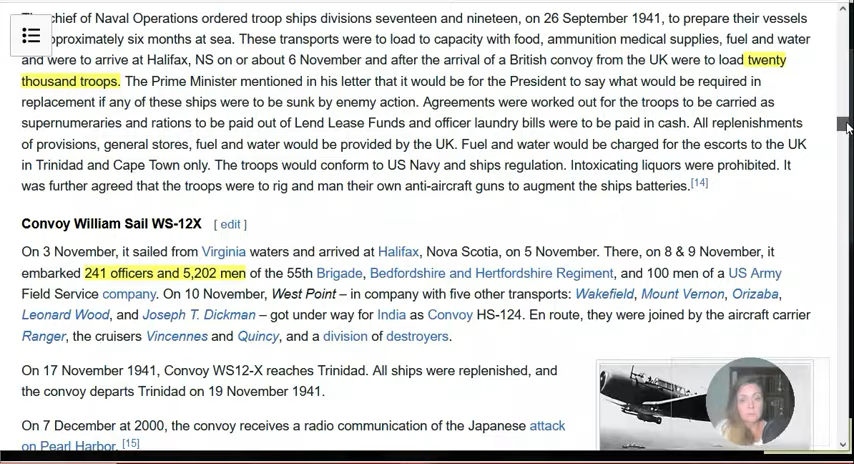 The chief of Naval Operations ordered troop ships divisions seventeen and nineteen, on 26 September 1941, to prepare their vessels
approximately six months at sea. These transports were to load to capacity with food, ammunition medical supplies, fuel and water
and were to arrive at Halifax, NS on or about 6 November and after the arrival of a British convoy from the UK were to load twenty
thousand troops. The Prime Minister mentioned in his letter that it would be for the President to say what would be required in
replacement if any of these ships were to be sunk by enemy action. Agreements were worked out for the troops to be carried as
supernumeraries and rations to be paid out of Lend Lease Funds and officer laundry bills were to be paid in cash. All replenishments
of provisions, general stores, fuel and water would be provided by the UK. Fuel and water would be charged for the escorts to the UK
in Trinidad and Cape Town only. The troops would conform to US Navy and ships regulation. Intoxicating liquors were prohibited. It
was further agreed that the troops were to rig and man their own anti-aircraft guns to augment the ships batteries.[14]
Convoy William Sail WS-12X [ edit ]
On 3 November, it sailed from Virginia waters and arrived at Halifax, Nova Scotia, on 5 November. There, on 8 & 9 November, it
embarked 241 officers and 5,202 men of the 55th Brigade, Bedfordshire and Hertfordshire Regiment, and 100 men of a US Army
Field Service company. On 10 November, West Point – in company with five other transports: Wakefield, Mount Vernon, Orizaba,
Leonard Wood, and Joseph T. Dickman – got under way for India as Convoy HS-124. En route, they were joined by the aircraft carrier
Ranger, the cruisers Vincennes and Quincy, and a division of destroyers.
On 17 November 1941, Convoy WS12-X reaches Trinidad. All ships were replenished, and
the convoy departs Trinidad on 19 November 1941.
On 7 December at 2000, the convoy receives a radio communication of the Japanese attack
on Pearl Harbor. [15]